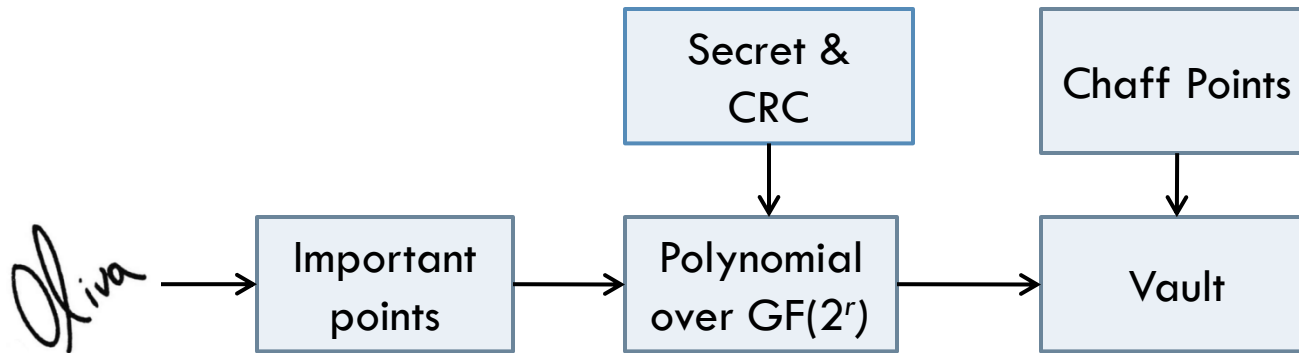 Secret &
CRC
Chaff Points
Oliva
Important
points
Polynomial
over GF(2ʳ)
Vault